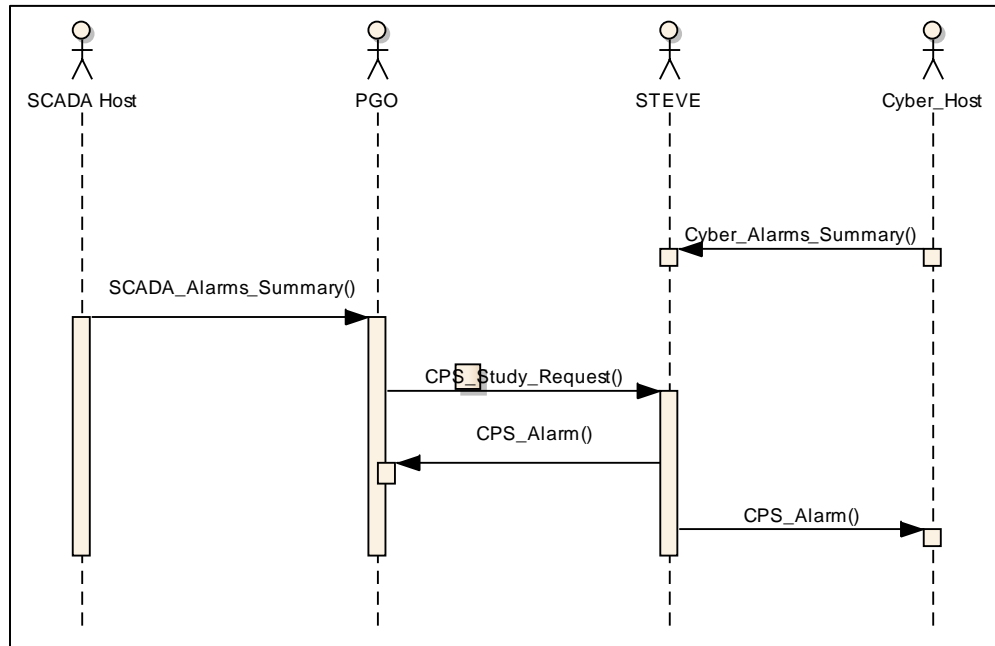 SCADA Host
PGO
STEVE
Cyber_Host
Cyber_Alarms_Summary()
SCADA_Alarms_Summary()
CPS_Study_Request()
CPS_Alarm()
CPS_Alarm()